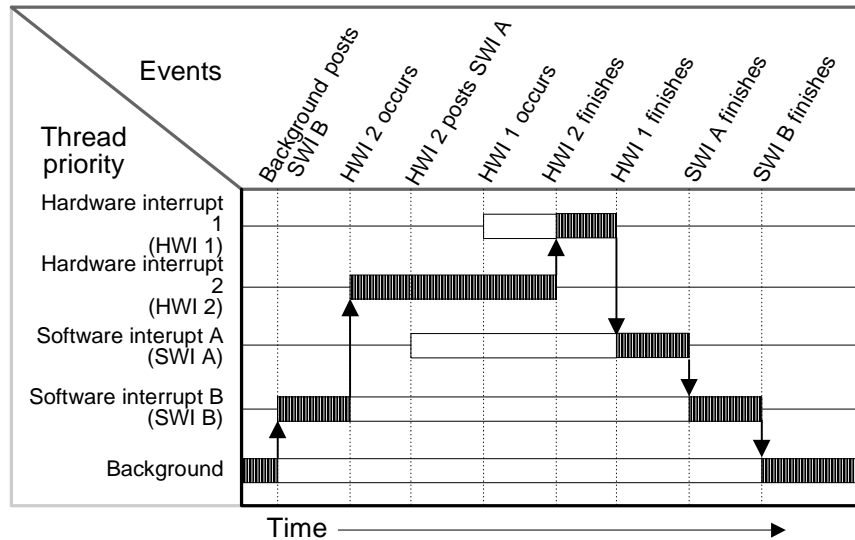 Events
Thread
priority
Background posts
SWI B
HWI 2 occurs
HWI 2 posts SWI A
HWI 1 occurs
HWI 2 finishes
HWI 1 finishes
SWI A finishes
SWI B finishes
Hardware interrupt
1
(HWI 1)
Hardware interrupt
2
(HWI 2)
Software interupt A
(SWI A)
Software interrupt B
(SWI B)
Background
Time